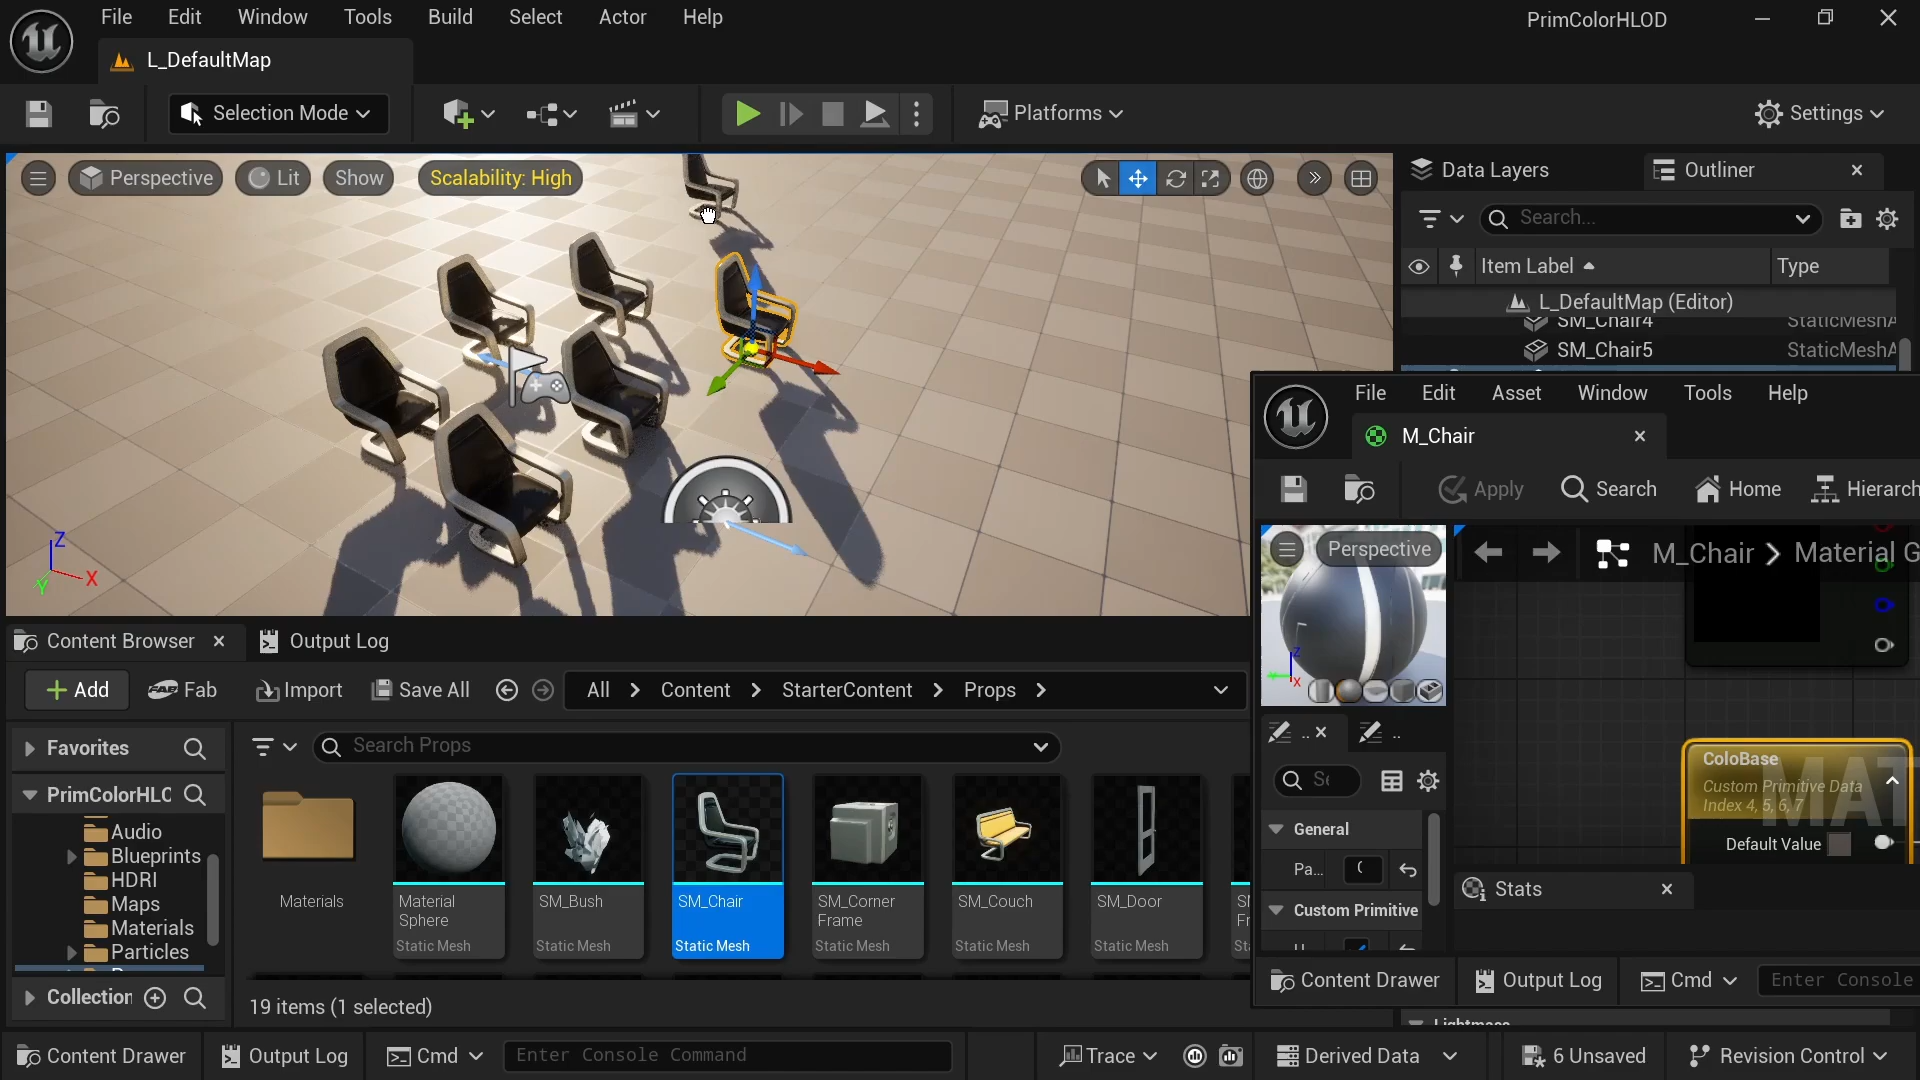 File Edit Window Tools Build Select Actor Help
PrimColorHLOD
L_DefaultMap
Selection Mode
Platforms
Settings
Perspective
Lit
Show
Scalability: High
Data Layers
Outliner
Search...
Item Label
Type
L_DefaultMap (Editor)
SM_Chair4 StaticMeshA
SM_Chair5 StaticMeshA
Z
X
Y
File Edit Asset Window Tools Help
M_Chair
Apply
Search
Home
Hierarch
Perspective
M_Chair > Material G
Z
X
ColoBase
Custom Primitive Data
Index 4, 5, 6, 7
MAT
Default Value
General
Pa...
Custom Primitive
Stats
Content Drawer
Output Log
Cmd
Enter Console
Content Browser
Output Log
Add
Fab
Import
Save All
All > Content > StarterContent > Props >
Favorites
Search Props
PrimColorHLC
Audio
Blueprints
HDRI
Maps
Materials
Particles
Collection
Materials
Material Sphere
Static Mesh
SM_Bush
Static Mesh
SM_Chair
Static Mesh
SM_Corner Frame
Static Mesh
SM_Couch
Static Mesh
SM_Door
Static Mesh
19 items (1 selected)
Content Drawer
Output Log
Cmd
Enter Console Command
Trace
Derived Data
6 Unsaved
Revision Control